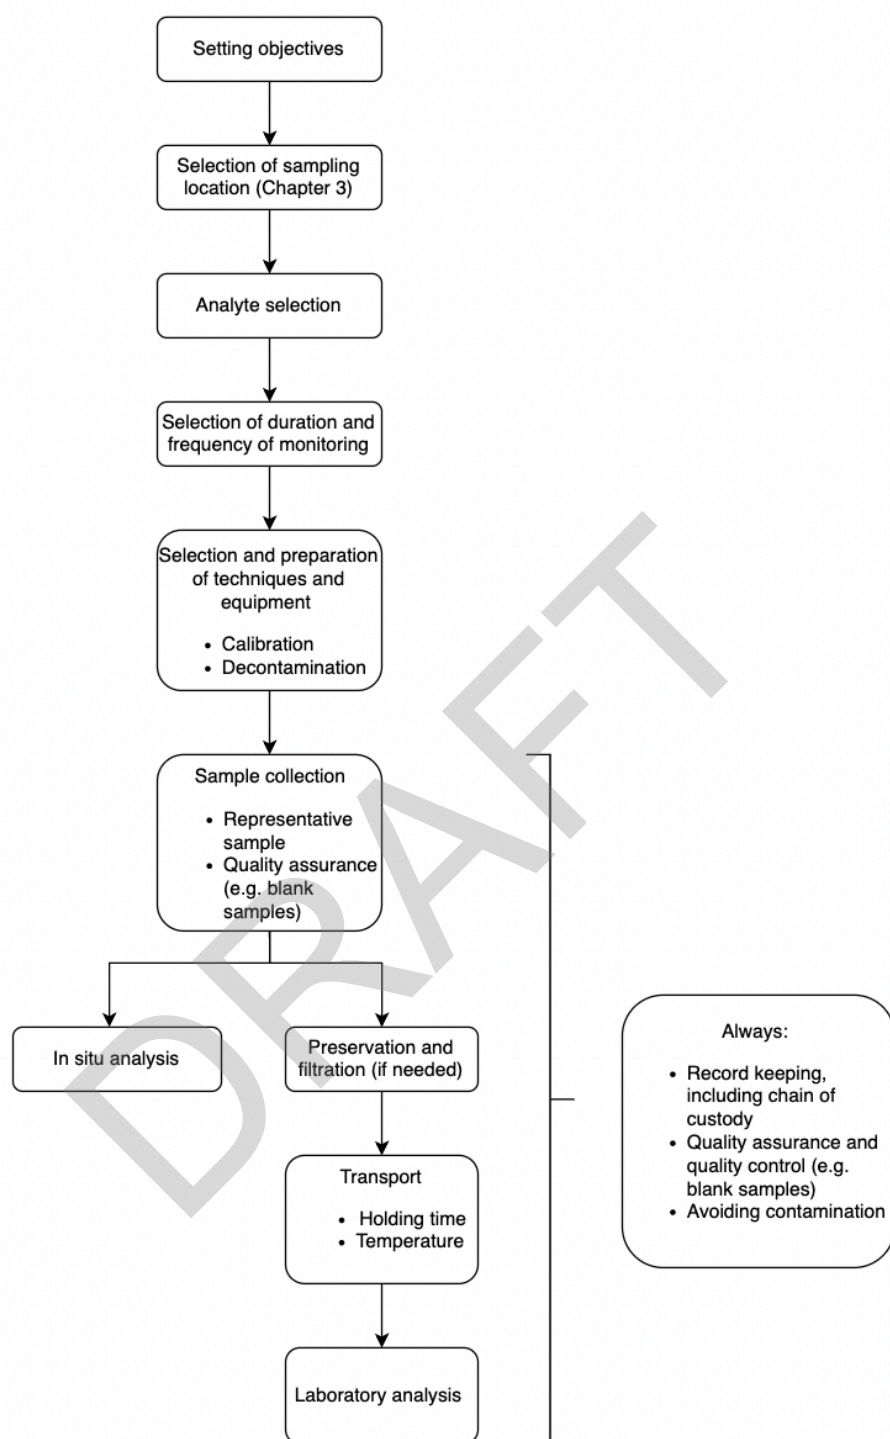 Setting objectives
Selection of sampling
location (Chapter 3)
Analyte selection
Selection of duration and
frequency of monitoring
Selection and preparation
of techniques and
equipment
• Calibration
• Decontamination
Sample collection
• Representative
sample
• Quality assurance
(e.g. blank
samples)
In situ analysis
Preservation and
filtration (if needed)
Transport
• Holding time
• Temperature
Laboratory analysis
Always:
• Record keeping,
including chain of
custody
• Quality assurance and
quality control (e.g.
blank samples)
• Avoiding contamination
DRAFT